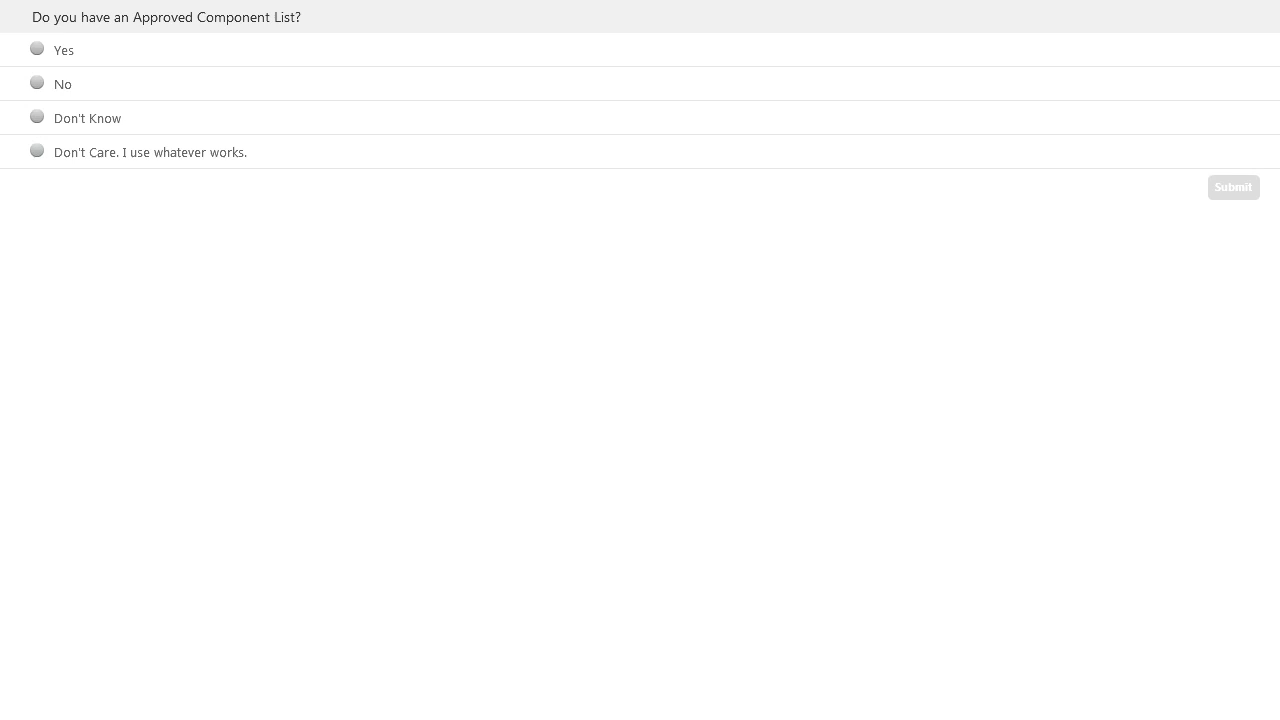 Do you have an Approved Component List?
Yes
No
Don't Know
Don't Care. I use whatever works.
Submit